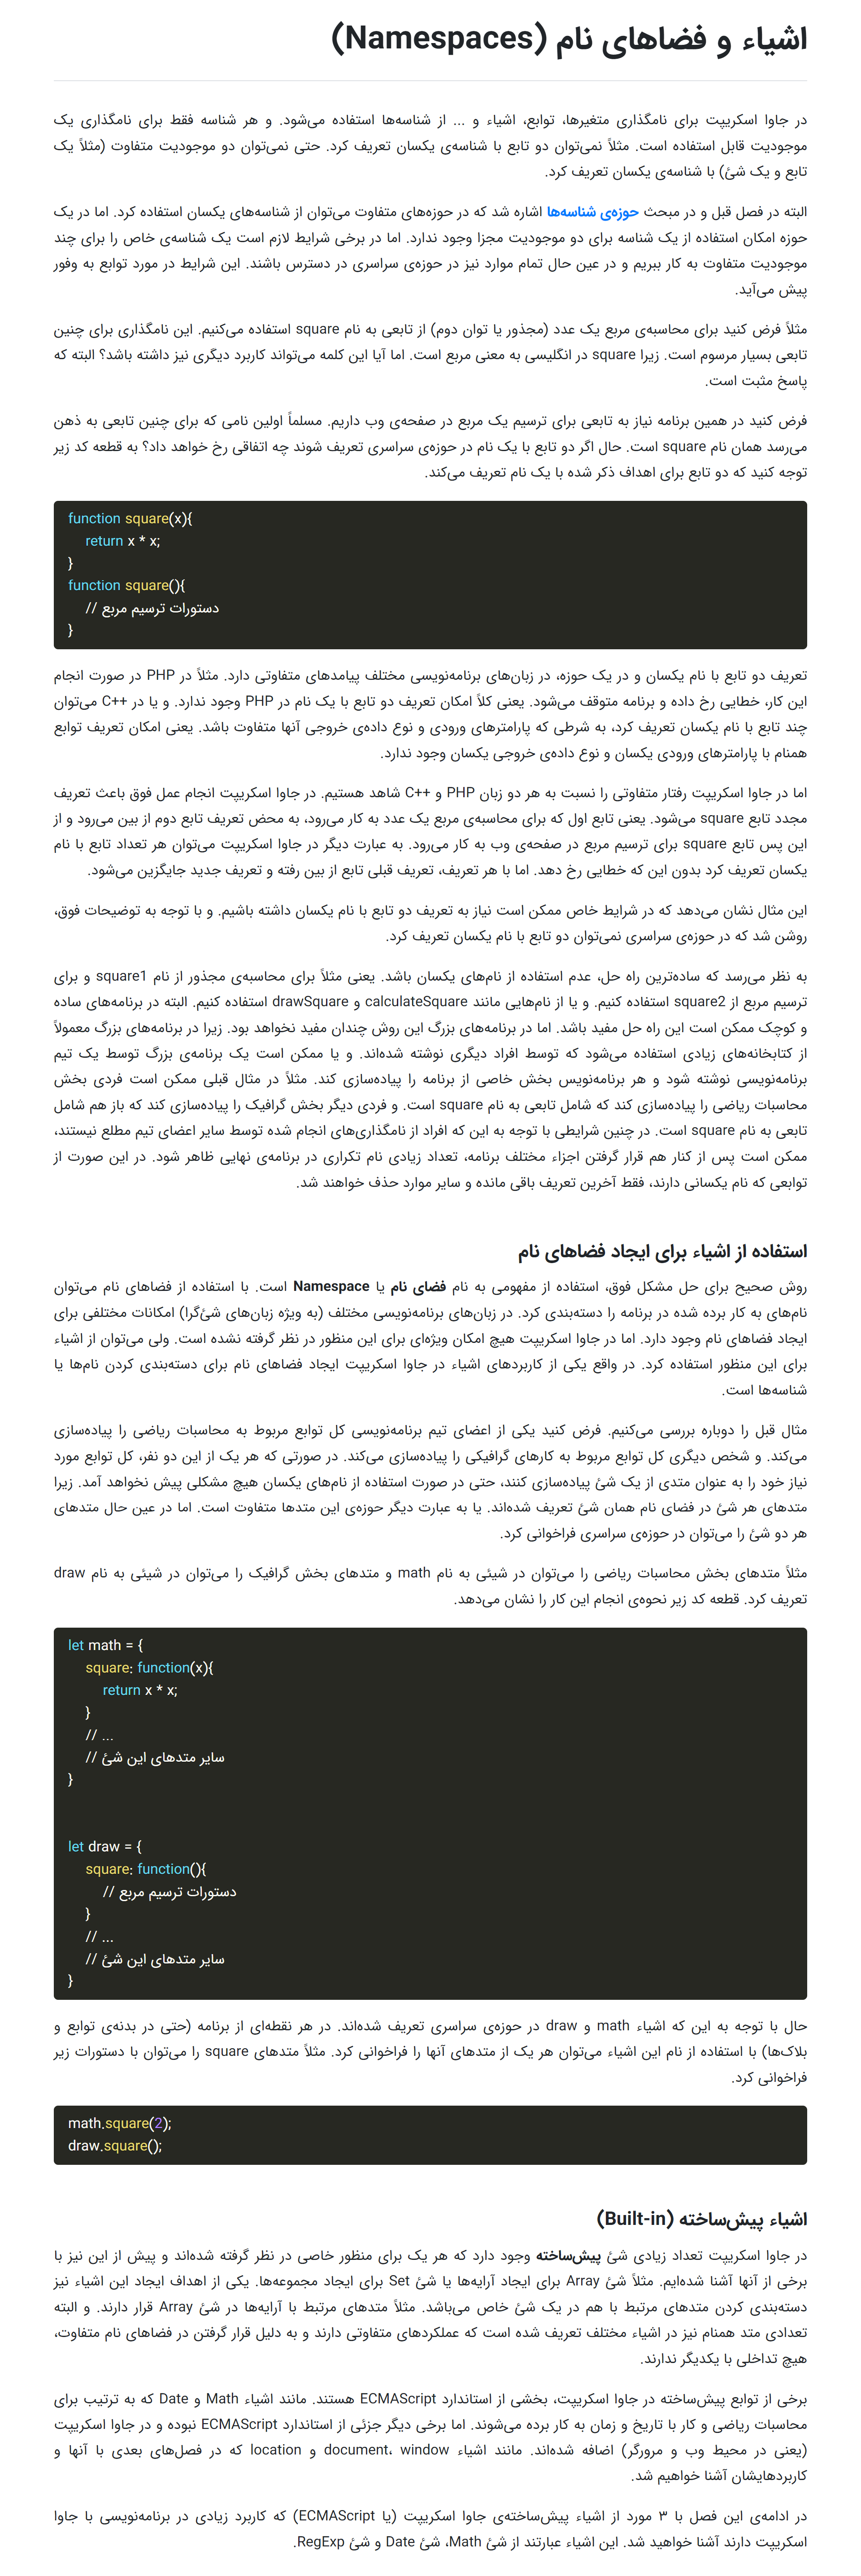 اشیاء و فضاهای نام (Namespaces)
در جاوا اسکریپت برای نامگذاری متغیرها، توابع، اشیاء و ... از شناسه‌ها استفاده می‌شود. و هر شناسه فقط برای نامگذاری یک
موجودیت قابل استفاده است. مثلاً نمی‌توان دو تابع با شناسه‌ی یکسان تعریف کرد. حتی نمی‌توان دو موجودیت متفاوت (مثلاً یک
تابع و یک شئ) با شناسه‌ی یکسان تعریف کرد.
البته در فصل قبل و در مبحث حوزه‌ی شناسه‌ها اشاره شد که در حوزه‌های متفاوت می‌توان از شناسه‌های یکسان استفاده کرد. اما در یک
حوزه امکان استفاده از یک شناسه برای دو موجودیت مجزا وجود ندارد. اما در برخی شرایط لازم است یک شناسه‌ی خاص را برای چند
موجودیت متفاوت به کار ببریم و در عین حال تمام موارد نیز در حوزه‌ی سراسری در دسترس باشند. این شرایط در مورد توابع به وفور
پیش می‌آید.
مثلاً فرض کنید برای محاسبه‌ی مربع یک عدد (مجذور یا توان دوم) از تابعی به نام square استفاده می‌کنیم. این نامگذاری برای چنین
تابعی بسیار مرسوم است. زیرا square در انگلیسی به معنی مربع است. اما آیا این کلمه می‌تواند کاربرد دیگری نیز داشته باشد؟ البته که
پاسخ مثبت است.
فرض کنید در همین برنامه نیاز به تابعی برای ترسیم یک مربع در صفحه‌ی وب داریم. مسلماً اولین نامی که برای چنین تابعی به ذهن
می‌رسد همان نام square است. حال اگر دو تابع با یک نام در حوزه‌ی سراسری تعریف شوند چه اتفاقی رخ خواهد داد؟ به قطعه کد زیر
توجه کنید که دو تابع برای اهداف ذکر شده با یک نام تعریف می‌کند.
function square(x){
return x * x;
}
function square(){
// دستورات ترسیم مربع
}
تعریف دو تابع با نام یکسان و در یک حوزه، در زبان‌های برنامه‌نویسی مختلف پیامدهای متفاوتی دارد. مثلاً در PHP در صورت انجام
این کار، خطایی رخ داده و برنامه متوقف می‌شود. یعنی کلاً امکان تعریف دو تابع با یک نام در PHP وجود ندارد. و یا در C++ می‌توان
چند تابع با نام یکسان تعریف کرد، به شرطی که پارامترهای ورودی و نوع داده‌ی خروجی آنها متفاوت باشد. یعنی امکان تعریف توابع
همنام با پارامترهای ورودی یکسان و نوع داده‌ی خروجی یکسان وجود ندارد.
اما در جاوا اسکریپت رفتار متفاوتی را نسبت به هر دو زبان PHP و C++ شاهد هستیم. در جاوا اسکریپت انجام عمل فوق باعث تعریف
مجدد تابع square می‌شود. یعنی تابع اول که برای محاسبه‌ی مربع یک عدد به کار می‌رود، به محض تعریف تابع دوم از بین می‌رود و از
این پس تابع square برای ترسیم مربع در صفحه‌ی وب به کار می‌رود. به عبارت دیگر در جاوا اسکریپت می‌توان هر تعداد تابع با نام
یکسان تعریف کرد بدون این که خطایی رخ دهد. اما با هر تعریف، تعریف قبلی تابع از بین رفته و تعریف جدید جایگزین می‌شود.
این مثال نشان می‌دهد که در شرایط خاص ممکن است نیاز به تعریف دو تابع با نام یکسان داشته باشیم. و با توجه به توضیحات فوق،
روشن شد که در حوزه‌ی سراسری نمی‌توان دو تابع با نام یکسان تعریف کرد.
به نظر می‌رسد که ساده‌ترین راه حل، عدم استفاده از نام‌های یکسان باشد. یعنی مثلاً برای محاسبه‌ی مجذور از نام square1 و برای
ترسیم مربع از square2 استفاده کنیم. و یا از نام‌هایی مانند calculateSquare و drawSquare استفاده کنیم. البته در برنامه‌های ساده
و کوچک ممکن است این راه حل مفید باشد. اما در برنامه‌های بزرگ این روش چندان مفید نخواهد بود. زیرا در برنامه‌های بزرگ معمولاً
از کتابخانه‌های زیادی استفاده می‌شود که توسط افراد دیگری نوشته شده‌اند. و یا ممکن است یک برنامه‌ی بزرگ توسط یک تیم
برنامه‌نویسی نوشته شود و هر برنامه‌نویس بخش خاصی از برنامه را پیاده‌سازی کند. مثلاً در مثال قبلی ممکن است فردی بخش
محاسبات ریاضی را پیاده‌سازی کند که شامل تابعی به نام square است. و فردی دیگر بخش گرافیک را پیاده‌سازی کند که باز هم شامل
تابعی به نام square است. در چنین شرایطی با توجه به این که افراد از نامگذاری‌های انجام شده توسط سایر اعضای تیم مطلع نیستند،
ممکن است پس از کنار هم قرار گرفتن اجزاء مختلف برنامه، تعداد زیادی نام تکراری در برنامه‌ی نهایی ظاهر شود. در این صورت از
توابعی که نام یکسانی دارند، فقط آخرین تعریف باقی مانده و سایر موارد حذف خواهند شد.
استفاده از اشیاء برای ایجاد فضاهای نام
روش صحیح برای حل مشکل فوق، استفاده از مفهومی به نام فضای نام یا Namespace است. با استفاده از فضاهای نام می‌توان
نام‌های به کار برده شده در برنامه را دسته‌بندی کرد. در زبان‌های برنامه‌نویسی مختلف (به ویژه زبان‌های شئ‌گرا) امکانات مختلفی برای
ایجاد فضاهای نام وجود دارد. اما در جاوا اسکریپت هیچ امکان ویژه‌ای برای این منظور در نظر گرفته نشده است. ولی می‌توان از اشیاء
برای این منظور استفاده کرد. در واقع یکی از کاربردهای اشیاء در جاوا اسکریپت ایجاد فضاهای نام برای دسته‌بندی کردن نام‌ها یا
شناسه‌ها است.
مثال قبل را دوباره بررسی می‌کنیم. فرض کنید یکی از اعضای تیم برنامه‌نویسی کل توابع مربوط به محاسبات ریاضی را پیاده‌سازی
می‌کند. و شخص دیگری کل توابع مربوط به کارهای گرافیکی را پیاده‌سازی می‌کند. در صورتی که هر یک از این دو نفر، کل توابع مورد
نیاز خود را به عنوان متدی از یک شئ پیاده‌سازی کنند، حتی در صورت استفاده از نام‌های یکسان هیچ مشکلی پیش نخواهد آمد. زیرا
متدهای هر شئ در فضای نام همان شئ تعریف شده‌اند. یا به عبارت دیگر حوزه‌ی این متدها متفاوت است. اما در عین حال متدهای
هر دو شئ را می‌توان در حوزه‌ی سراسری فراخوانی کرد.
مثلاً متدهای بخش محاسبات ریاضی را می‌توان در شیئی به نام math و متدهای بخش گرافیک را می‌توان در شیئی به نام draw
تعریف کرد. قطعه کد زیر نحوه‌ی انجام این کار را نشان می‌دهد.
let math = {
square: function(x){
return x * x;
}
// ...
// سایر متدهای این شئ
}
let draw = {
square: function(){
// دستورات ترسیم مربع
}
// ...
// سایر متدهای این شئ
}
حال با توجه به این که اشیاء math و draw در حوزه‌ی سراسری تعریف شده‌اند. در هر نقطه‌ای از برنامه (حتی در بدنه‌ی توابع و
بلاک‌ها) با استفاده از نام این اشیاء می‌توان هر یک از متدهای آنها را فراخوانی کرد. مثلاً متدهای square را می‌توان با دستورات زیر
فراخوانی کرد.
math.square(2);
draw.square();
اشیاء پیش‌ساخته (Built-in)
در جاوا اسکریپت تعداد زیادی شئ پیش‌ساخته وجود دارد که هر یک برای منظور خاصی در نظر گرفته شده‌اند و پیش از این نیز با
برخی از آنها آشنا شده‌ایم. مثلاً شئ Array برای ایجاد آرایه‌ها یا شئ Set برای ایجاد مجموعه‌ها. یکی از اهداف ایجاد این اشیاء نیز
دسته‌بندی کردن متدهای مرتبط با هم در یک شئ خاص می‌باشد. مثلاً متدهای مرتبط با آرایه‌ها در شئ Array قرار دارند. و البته
تعدادی متد همنام نیز در اشیاء مختلف تعریف شده است که عملکردهای متفاوتی دارند و به دلیل قرار گرفتن در فضاهای نام متفاوت،
هیچ تداخلی با یکدیگر ندارند.
برخی از توابع پیش‌ساخته در جاوا اسکریپت، بخشی از استاندارد ECMAScript هستند. مانند اشیاء Math و Date که به ترتیب برای
محاسبات ریاضی و کار با تاریخ و زمان به کار برده می‌شوند. اما برخی دیگر جزئی از استاندارد ECMAScript نبوده و در جاوا اسکریپت
(یعنی در محیط وب و مرورگر) اضافه شده‌اند. مانند اشیاء document، window و location که در فصل‌های بعدی با آنها و
کاربردهایشان آشنا خواهیم شد.
در ادامه‌ی این فصل با ۳ مورد از اشیاء پیش‌ساخته‌ی جاوا اسکریپت (یا ECMAScript) که کاربرد زیادی در برنامه‌نویسی با جاوا
اسکریپت دارند آشنا خواهید شد. این اشیاء عبارتند از شئ Math، شئ Date و شئ RegExp.